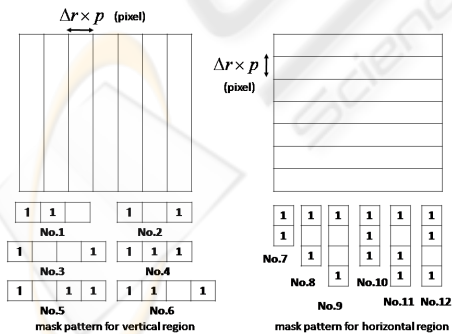 Δr × p (pixel)
1 1
No.1
1 1
No.2
1 1
No.3
1 1 1
No.4
1 1 1
No.5
1 1 1
No.6
mask pattern for vertical region
Δr × p
(pixel)
1 1 1 1 1 1
1 1 1
1 1 1
1 1 1
No.7
No.8
No.9
No.10
No.11
No.12
mask pattern for horizontal region
Scienc